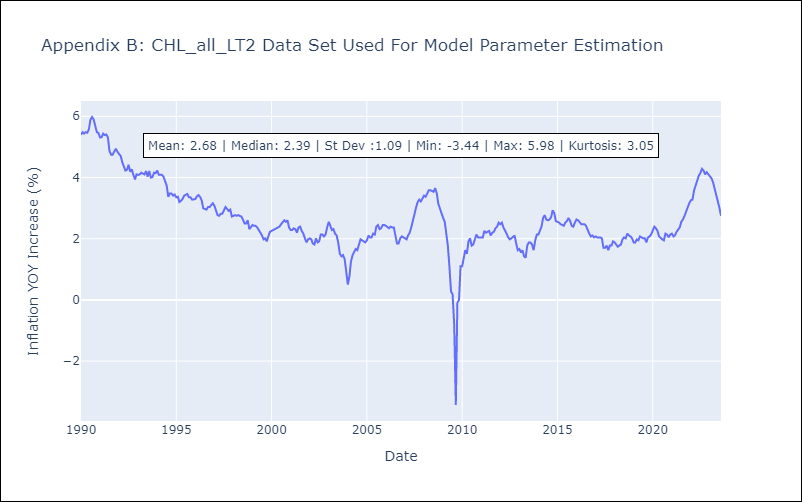 Appendix B: CHL_all_LT2 Data Set Used For Model Parameter Estimation
6
Mean: 2.68 | Median: 2.39 | St Dev :1.09 | Min: -3.44 | Max: 5.98 | Kurtosis: 3.05
4
2
0
−2
Inflation YOY Increase (%)
1990 1995 2000 2005 2010 2015 2020
Date